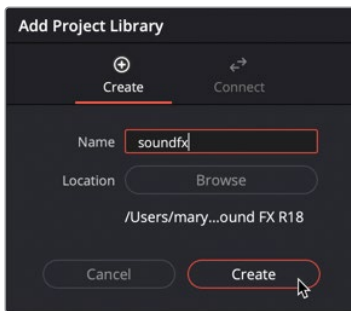 Add Project Library
Create Connect
Name soundfx
Location Browse
/Users/mary...ound FX R18
Cancel Create